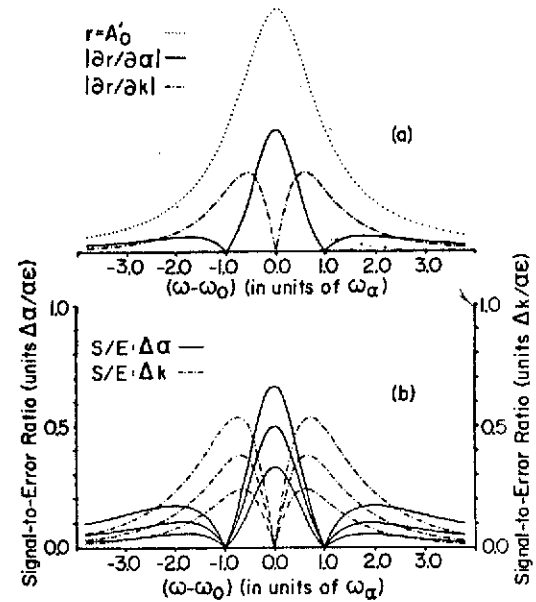 r=A'₀ ········
|∂r/∂α| ——
|∂r/∂k| –·–·–
(a)
-3.0 -2.0 -1.0 0.0 1.0 2.0 3.0
(ω-ω₀) (in units of ωα)
Signal-to-Error Ratio (units Δα/αε)
1.0
0.5
0.0
S/E:Δα ——
S/E:Δk –·–·–
(b)
1.0
0.5
0.0
Signal-to-Error Ratio (units Δk/αε)
-3.0 -2.0 -1.0 0.0 1.0 2.0 3.0
(ω-ω₀) (in units of ωα)